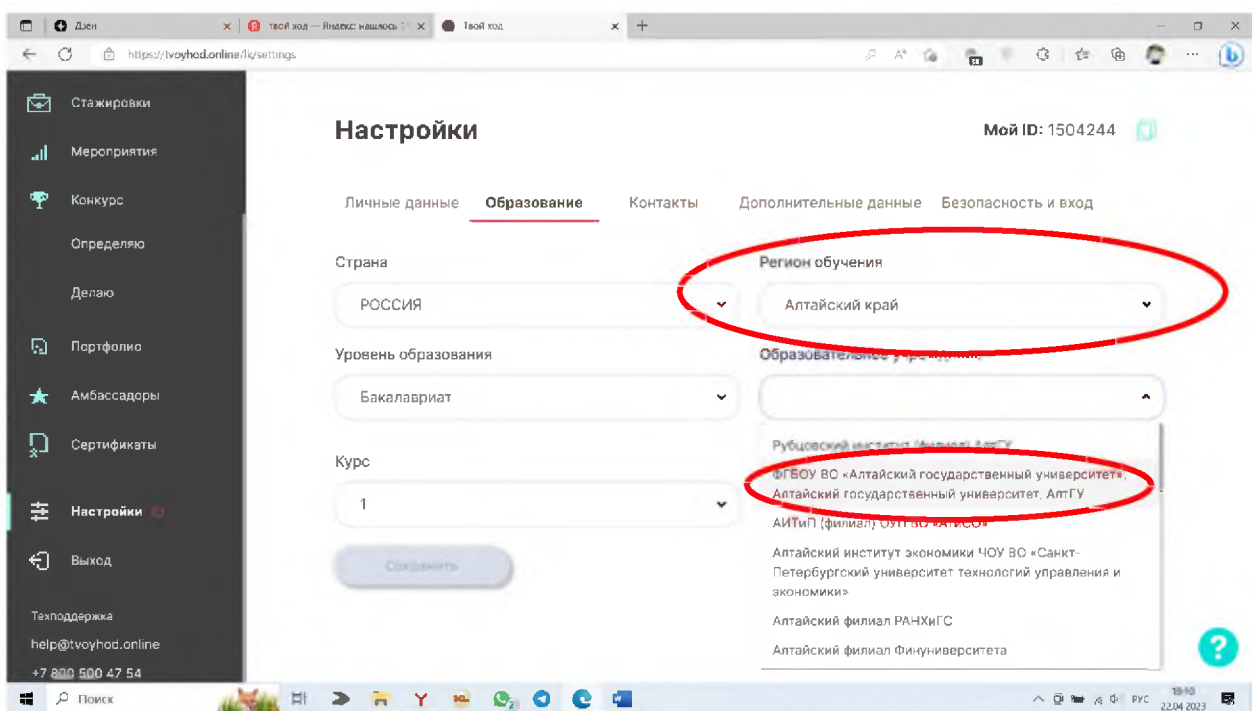 Дзен
твой ход — Яндекс: нашлось
Твой ход
https://tvoyhod.online/lk/settings
Стажировки
Мероприятия
Конкурс
Определяю
Делаю
Портфолио
Амбассадоры
Сертификаты
Настройки
Выход
Техподдержка
help@tvoyhod.online
+7 800 500 47 54
Настройки
Мой ID: 1504244
Личные данные
Образование
Контакты
Дополнительные данные
Безопасность и вход
Страна
РОССИЯ
Регион обучения
Алтайский край
Уровень образования
Бакалавриат
Образовательное
Курс
1
Сохранить
Рубцовский институт (филиал) АлтГУ
ФГБОУ ВО «Алтайский государственный университет»,
Алтайский государственный университет, АлтГУ
АИТиП (филиал) ОУП ВО «АТиСО»
Алтайский институт экономики ЧОУ ВО «Санкт-
Петербургский университет технологий управления и
экономики»
Алтайский филиал РАНХиГС
Алтайский филиал Финуниверситета
?
Поиск
РУС
22.04.2023